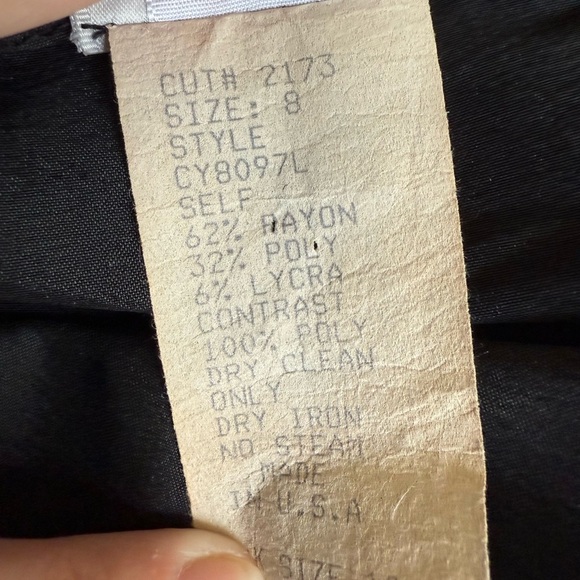 CUT# 2173
SIZE: 8
STYLE
CY8097L
SELF
62% RAYON
32% POLY
6% LYCRA
CONTRAST
100% POLY
DRY CLEAN
ONLY
DRY IRON
NO STEAM
MADE
IN U.S.A
SIZE